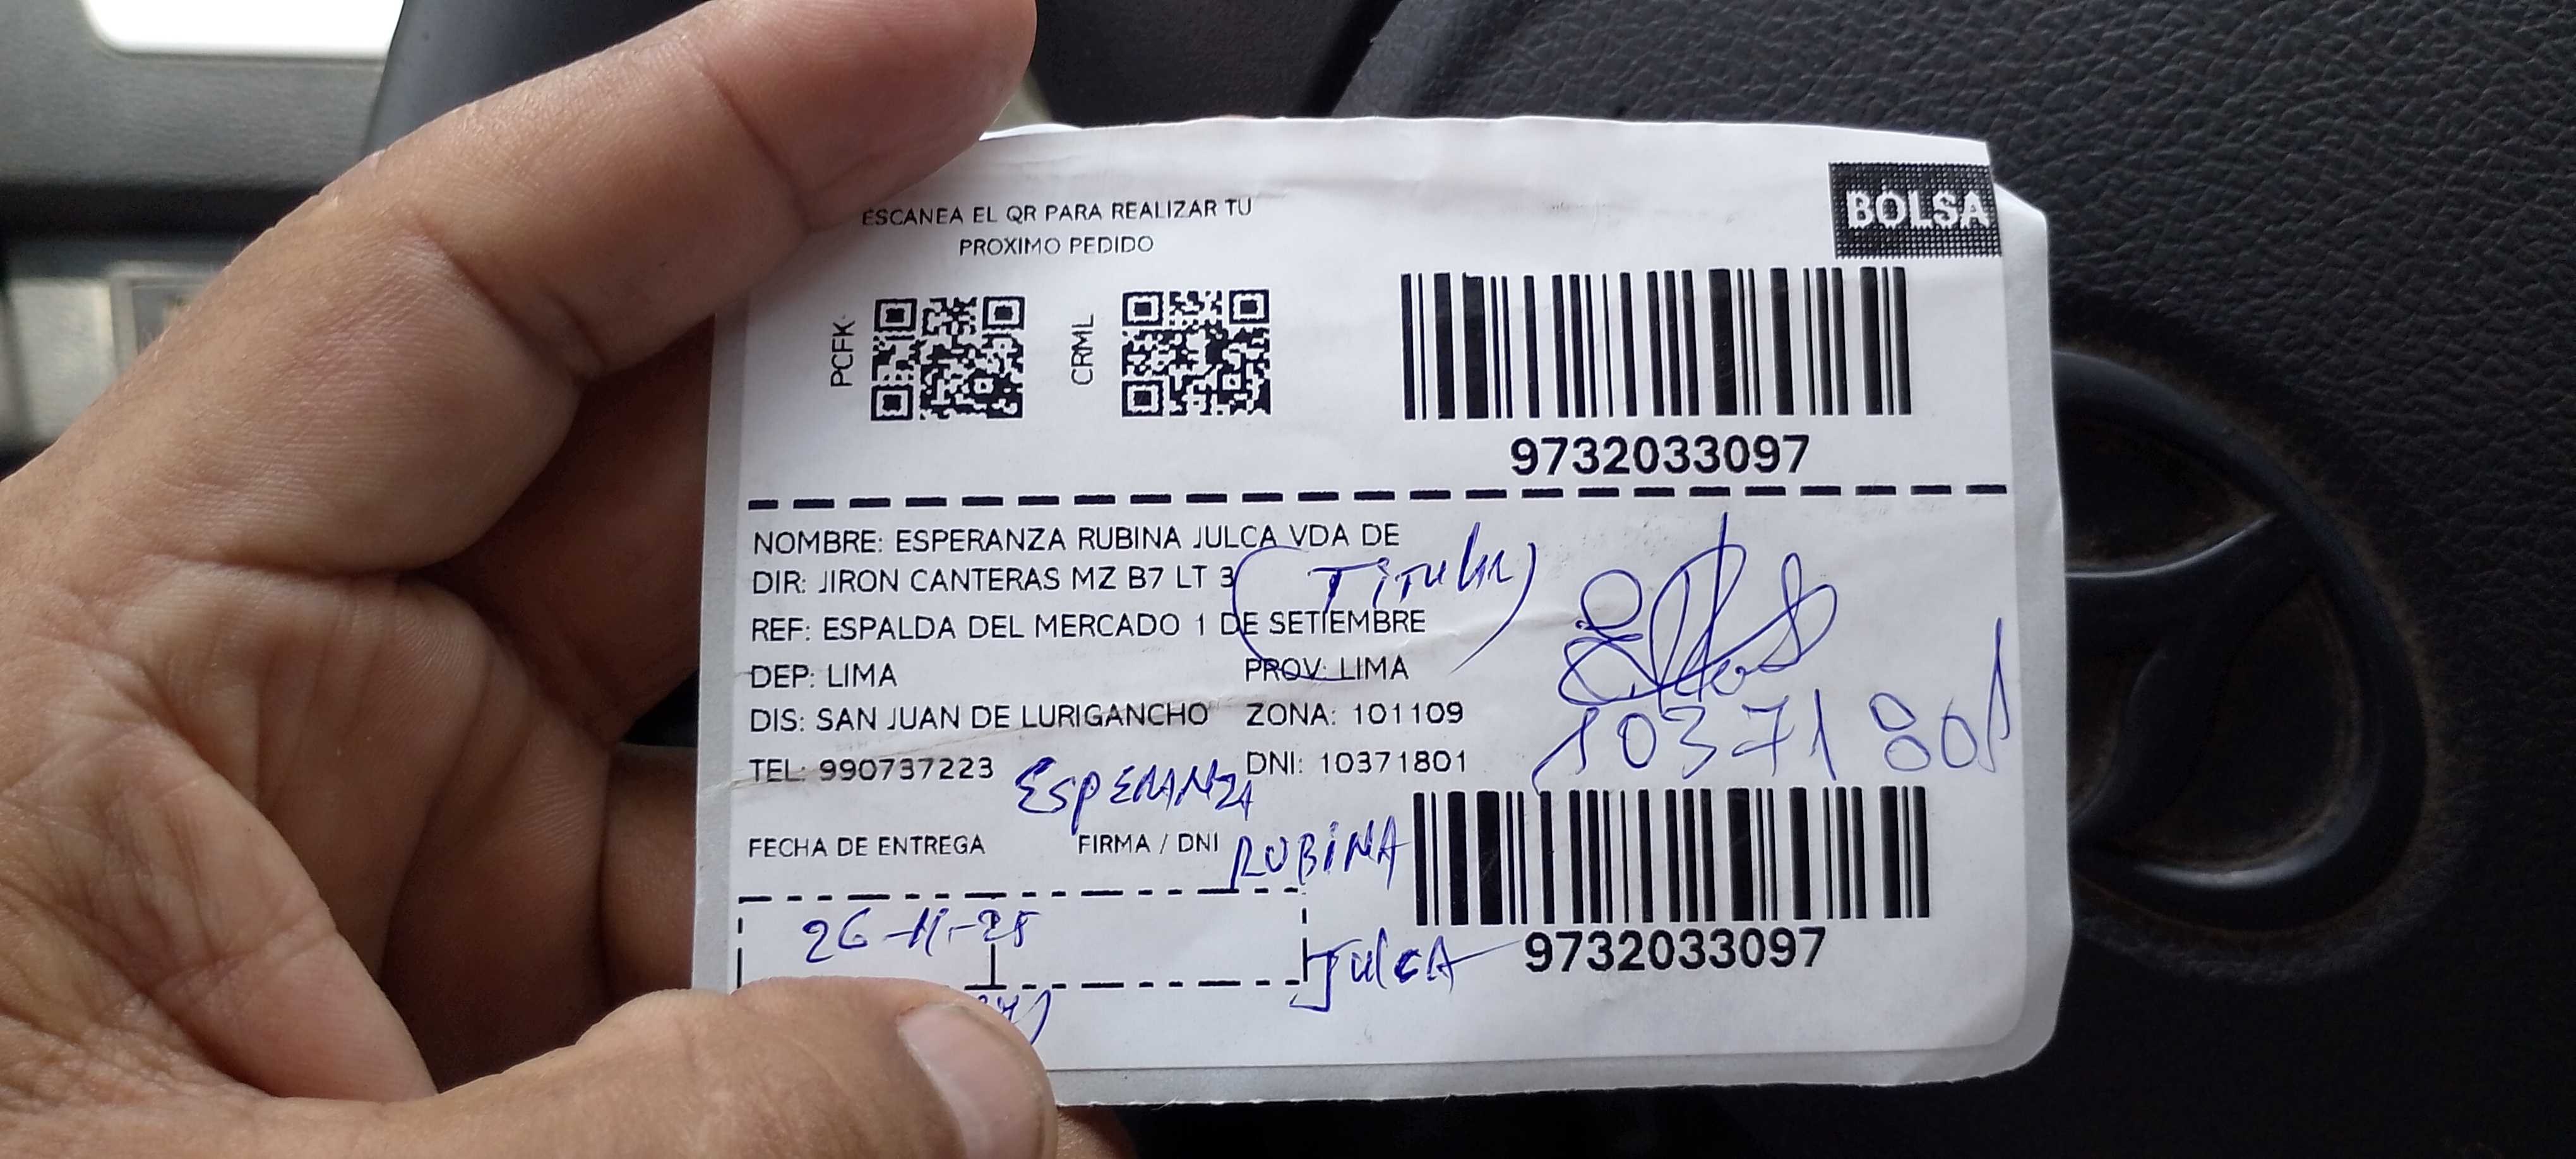 BOLSA
ESCANEA EL QR PARA REALIZAR TU
PROXIMO PEDIDO
PCFK
CRML
9732033097
NOMBRE: ESPERANZA RUBINA JULCA VDA DE
DIR: JIRON CANTERAS MZ B7 LT 3
(Titular)
REF: ESPALDA DEL MERCADO 1 DE SETIEMBRE
DEP: LIMA PROV: LIMA
DIS: SAN JUAN DE LURIGANCHO ZONA: 101109
10371801
TEL: 990737223 DNI: 10371801
ESPERANZA
FECHA DE ENTREGA FIRMA / DNI RUBINA
26-11-25
Julca
9732033097